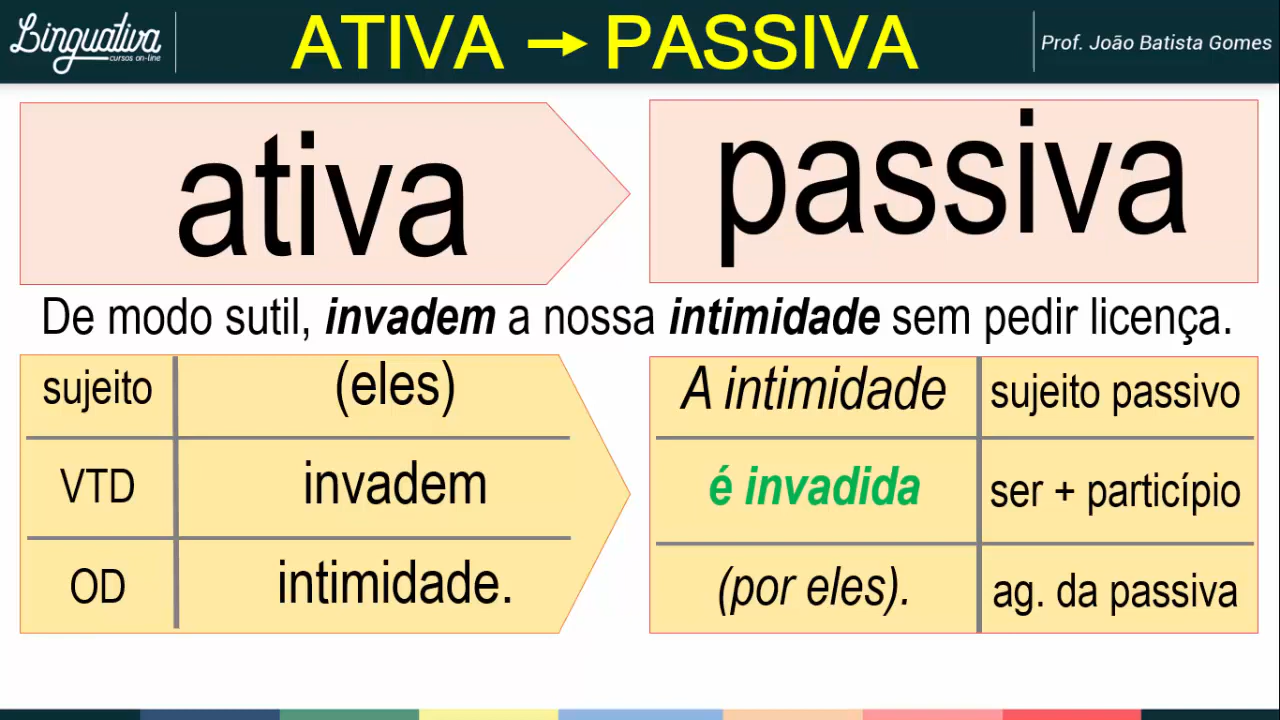 Linguativa
cursos on-line
ATIVA → PASSIVA
Prof. João Batista Gomes
ativa
passiva
De modo sutil, invadem a nossa intimidade sem pedir licença.
sujeito (eles)
VTD invadem
OD intimidade.
A intimidade sujeito passivo
é invadida ser + particípio
(por eles). ag. da passiva